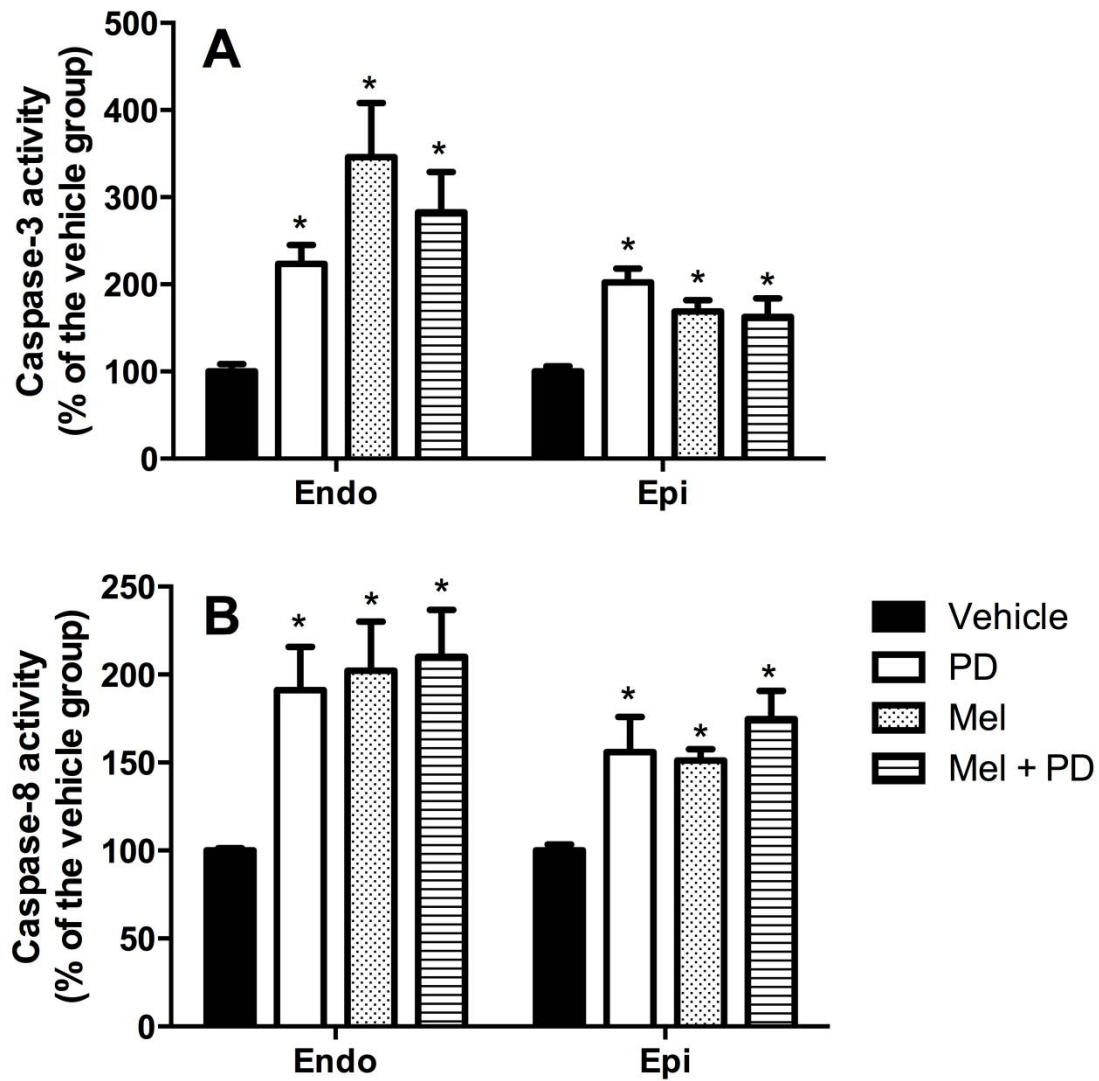 A
Caspase-3 activity
(% of the vehicle group)
500
400
300
200
100
0
*
*
*
*
*
*
Endo
Epi
B
Caspase-8 activity
(% of the vehicle group)
250
200
150
100
50
0
*
*
*
*
*
*
Endo
Epi
Vehicle
PD
Mel
Mel + PD